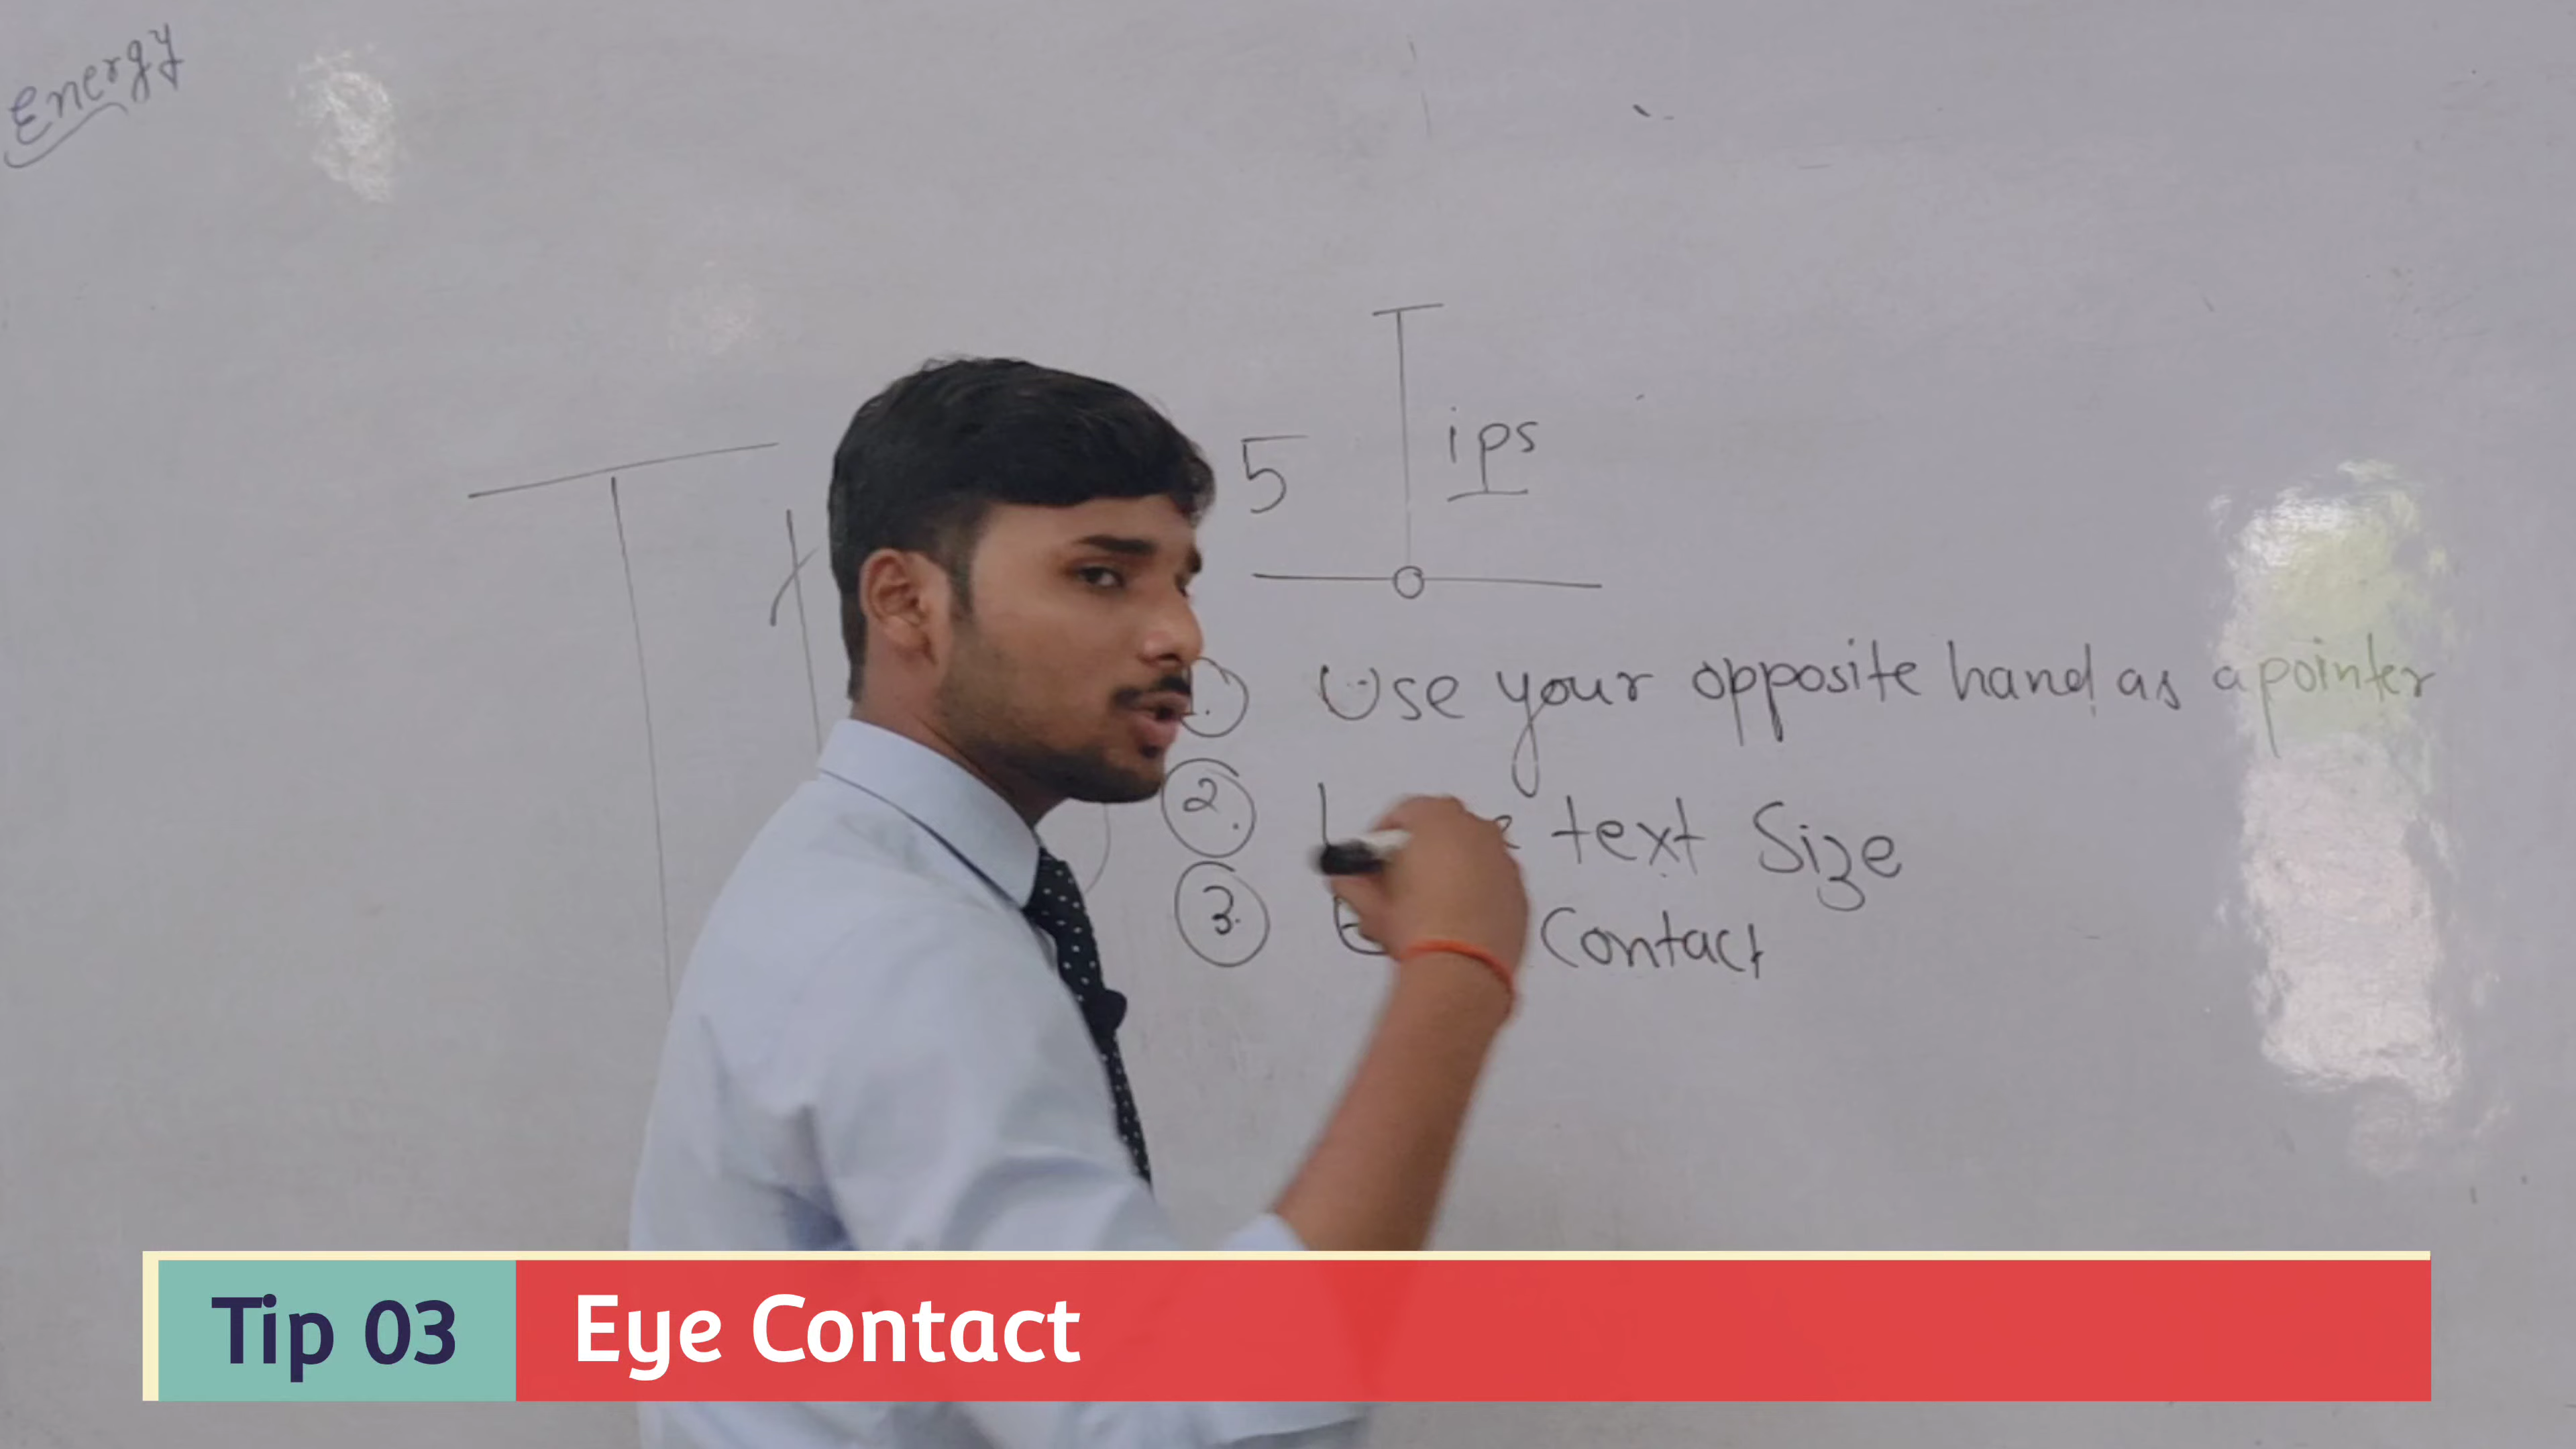 Energy
5 Tips
1. Use your opposite hand as a pointer
2. text Size
3. Contact
Tip 03 Eye Contact